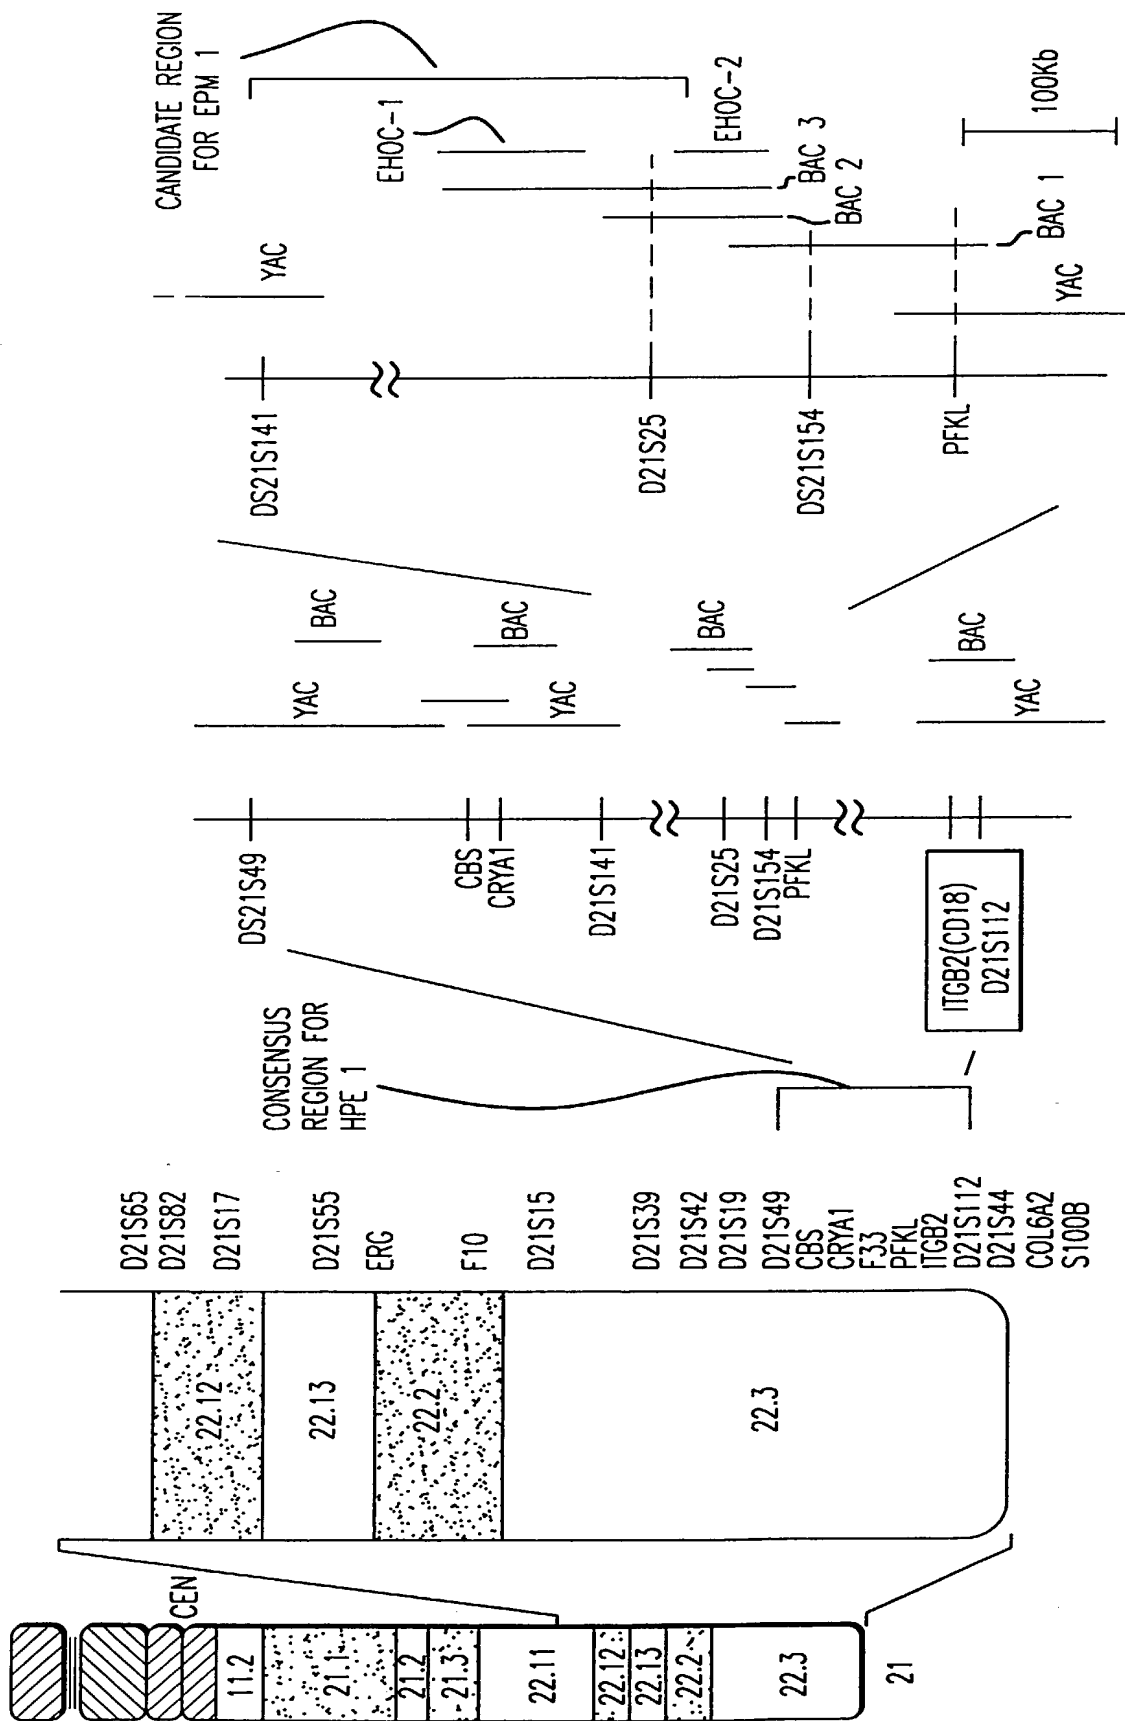 CEN
11.2
21.1
21.2
21.3
22.11
22.12
22.13
22.2
22.3
21
22.12
22.13
22.2
22.3
D21S65
D21S82
D21S17
D21S55
ERG
F10
D21S15
D21S39
D21S42
D21S19
D21S49
CBS
CRYA1
F33
PFKL
ITGB2
D21S112
D21S44
COL6A2
S100B
CONSENSUS
REGION FOR
HPE 1
DS21S49
CBS
CRYA1
D21S141
D21S25
D21S154
PFKL
ITGB2(CD18)
D21S112
YAC
BAC
YAC
BAC
BAC
YAC
BAC
DS21S141
D21S25
DS21S154
PFKL
YAC
YAC
BAC 1
BAC 2
BAC 3
EHOC-1
EHOC-2
CANDIDATE REGION
FOR EPM 1
100Kb